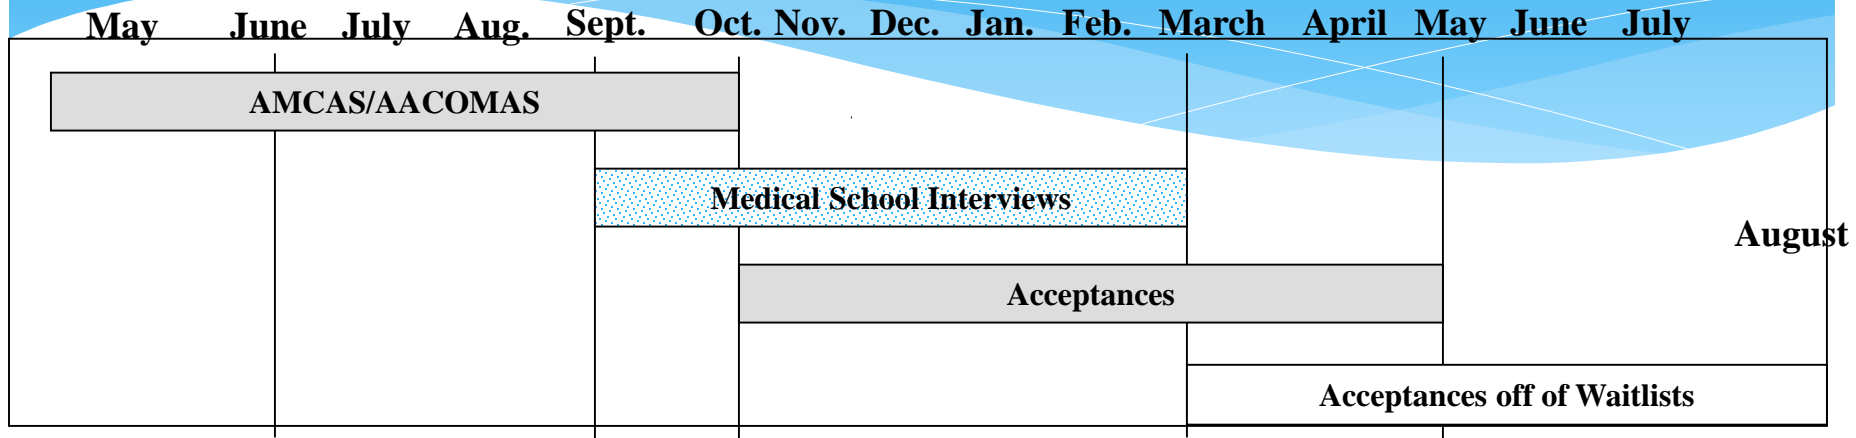 May June July Aug. Sept. Oct. Nov. Dec. Jan. Feb. March April May June July
AMCAS/AACOMAS
Medical School Interviews
August
Acceptances
Acceptances off of Waitlists